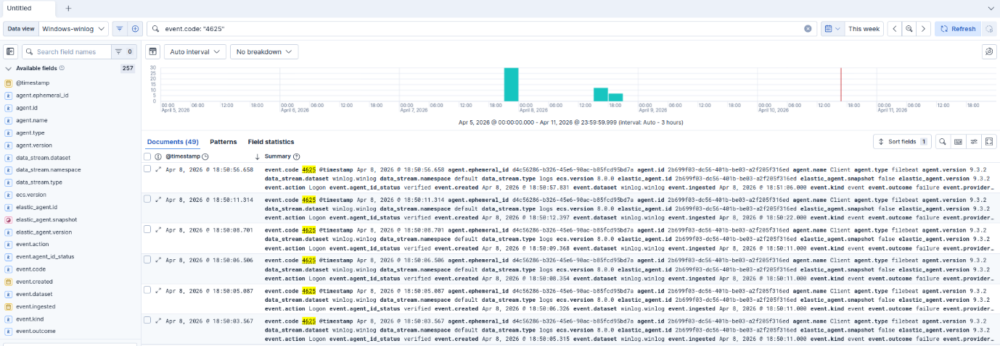 Untitled
Data view Windows-winlog event.code: "4625" This week Refresh
Search field names 0 Auto interval No breakdown
Available fields 257
@timestamp
agent.ephemeral_id
agent.id
agent.name
agent.type
agent.version
data_stream.dataset
data_stream.namespace
data_stream.type
ecs.version
elastic_agent.id
elastic_agent.snapshot
elastic_agent.version
event.action
event.agent_id_status
event.code
event.created
event.dataset
event.ingested
event.kind
event.outcome
30
25
20
15
10
5
0
00:00 06:00 12:00 18:00 00:00 06:00 12:00 18:00 00:00 06:00 12:00 18:00 00:00 06:00 12:00 18:00 00:00 06:00 12:00 18:00 00:00 06:00 12:00 18:00 00:00 06:00 12:00 18:00
April 5, 2026 April 6, 2026 April 7, 2026 April 8, 2026 April 9, 2026 April 10, 2026 April 11, 2026
Apr 5, 2026 @ 00:00:00.000 - Apr 11, 2026 @ 23:59:59.999 (interval: Auto - 3 hours)
Documents (49) Patterns Field statistics Sort fields 1
@timestamp Summary
Apr 8, 2026 @ 18:50:56.658 event.code 4625 @timestamp Apr 8, 2026 @ 18:50:56.658 agent.ephemeral_id d4c56286-b326-45e6-90ac-b85fcd95bd7a agent.id 2b699f03-dc56-401b-be03-a2f205f316ed agent.name Client agent.type filebeat agent.version 9.3.2
data_stream.dataset winlog.winlog data_stream.namespace default data_stream.type logs ecs.version 8.0.0 elastic_agent.id 2b699f03-dc56-401b-be03-a2f205f316ed elastic_agent.snapshot false elastic_agent.version 9.3.2
event.action Logon event.agent_id_status verified event.created Apr 8, 2026 @ 18:50:57.831 event.dataset winlog.winlog event.ingested Apr 8, 2026 @ 18:51:06.000 event.kind event event.outcome failure event.provider…
Apr 8, 2026 @ 18:50:11.314 event.code 4625 @timestamp Apr 8, 2026 @ 18:50:11.314 agent.ephemeral_id d4c56286-b326-45e6-90ac-b85fcd95bd7a agent.id 2b699f03-dc56-401b-be03-a2f205f316ed agent.name Client agent.type filebeat agent.version 9.3.2
data_stream.dataset winlog.winlog data_stream.namespace default data_stream.type logs ecs.version 8.0.0 elastic_agent.id 2b699f03-dc56-401b-be03-a2f205f316ed elastic_agent.snapshot false elastic_agent.version 9.3.2
event.action Logon event.agent_id_status verified event.created Apr 8, 2026 @ 18:50:12.397 event.dataset winlog.winlog event.ingested Apr 8, 2026 @ 18:50:22.000 event.kind event event.outcome failure event.provider…
Apr 8, 2026 @ 18:50:08.701 event.code 4625 @timestamp Apr 8, 2026 @ 18:50:08.701 agent.ephemeral_id d4c56286-b326-45e6-90ac-b85fcd95bd7a agent.id 2b699f03-dc56-401b-be03-a2f205f316ed agent.name Client agent.type filebeat agent.version 9.3.2
data_stream.dataset winlog.winlog data_stream.namespace default data_stream.type logs ecs.version 8.0.0 elastic_agent.id 2b699f03-dc56-401b-be03-a2f205f316ed elastic_agent.snapshot false elastic_agent.version 9.3.2
event.action Logon event.agent_id_status verified event.created Apr 8, 2026 @ 18:50:09.368 event.dataset winlog.winlog event.ingested Apr 8, 2026 @ 18:50:11.000 event.kind event event.outcome failure event.provider…
Apr 8, 2026 @ 18:50:06.506 event.code 4625 @timestamp Apr 8, 2026 @ 18:50:06.506 agent.ephemeral_id d4c56286-b326-45e6-90ac-b85fcd95bd7a agent.id 2b699f03-dc56-401b-be03-a2f205f316ed agent.name Client agent.type filebeat agent.version 9.3.2
data_stream.dataset winlog.winlog data_stream.namespace default data_stream.type logs ecs.version 8.0.0 elastic_agent.id 2b699f03-dc56-401b-be03-a2f205f316ed elastic_agent.snapshot false elastic_agent.version 9.3.2
event.action Logon event.agent_id_status verified event.created Apr 8, 2026 @ 18:50:08.354 event.dataset winlog.winlog event.ingested Apr 8, 2026 @ 18:50:11.000 event.kind event event.outcome failure event.provider…
Apr 8, 2026 @ 18:50:05.087 event.code 4625 @timestamp Apr 8, 2026 @ 18:50:05.087 agent.ephemeral_id d4c56286-b326-45e6-90ac-b85fcd95bd7a agent.id 2b699f03-dc56-401b-be03-a2f205f316ed agent.name Client agent.type filebeat agent.version 9.3.2
data_stream.dataset winlog.winlog data_stream.namespace default data_stream.type logs ecs.version 8.0.0 elastic_agent.id 2b699f03-dc56-401b-be03-a2f205f316ed elastic_agent.snapshot false elastic_agent.version 9.3.2
event.action Logon event.agent_id_status verified event.created Apr 8, 2026 @ 18:50:06.326 event.dataset winlog.winlog event.ingested Apr 8, 2026 @ 18:50:11.000 event.kind event event.outcome failure event.provider…
Apr 8, 2026 @ 18:50:03.567 event.code 4625 @timestamp Apr 8, 2026 @ 18:50:03.567 agent.ephemeral_id d4c56286-b326-45e6-90ac-b85fcd95bd7a agent.id 2b699f03-dc56-401b-be03-a2f205f316ed agent.name Client agent.type filebeat agent.version 9.3.2
data_stream.dataset winlog.winlog data_stream.namespace default data_stream.type logs ecs.version 8.0.0 elastic_agent.id 2b699f03-dc56-401b-be03-a2f205f316ed elastic_agent.snapshot false elastic_agent.version 9.3.2
event.action Logon event.agent_id_status verified event.created Apr 8, 2026 @ 18:50:05.315 event.dataset winlog.winlog event.ingested Apr 8, 2026 @ 18:50:11.000 event.kind event event.outcome failure event.provider…